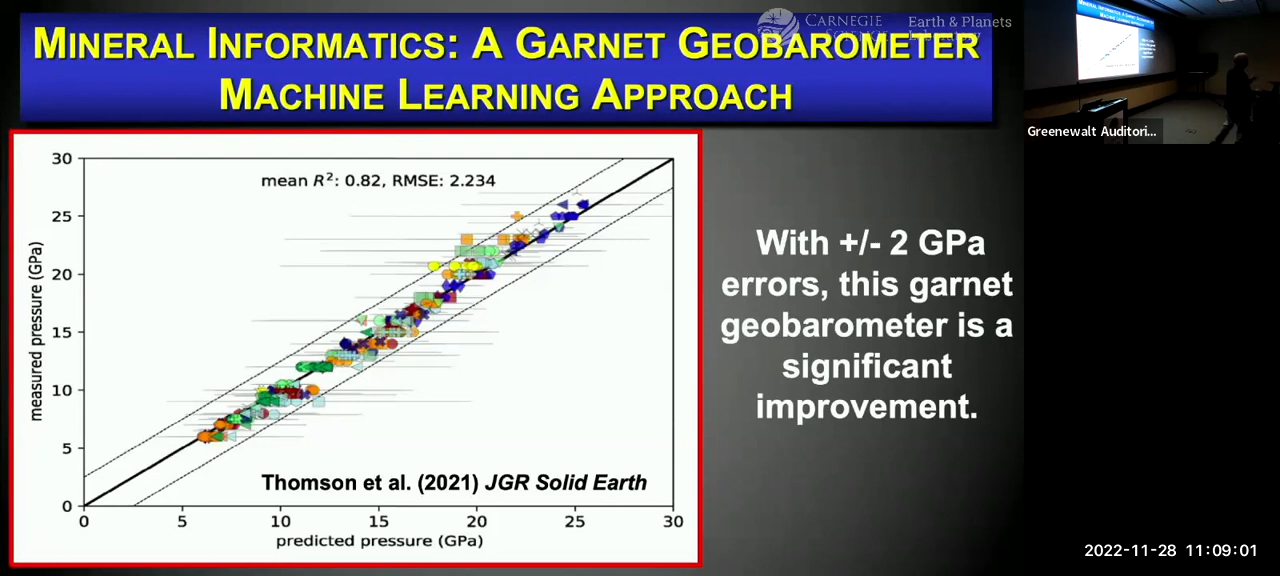 MINERAL INFORMATICS: A GARNET GEOBAROMETER
MACHINE LEARNING APPROACH
CARNEGIE
SCIENCE
Earth & Planets
Laboratory
Greenewalt Auditori...
mean R²: 0.82, RMSE: 2.234
measured pressure (GPa)
30
25
20
15
10
5
0
0 5 10 15 20 25 30
predicted pressure (GPa)
Thomson et al. (2021) JGR Solid Earth
With +/- 2 GPa
errors, this garnet
geobarometer is a
significant
improvement.
2022-11-28 11:09:01